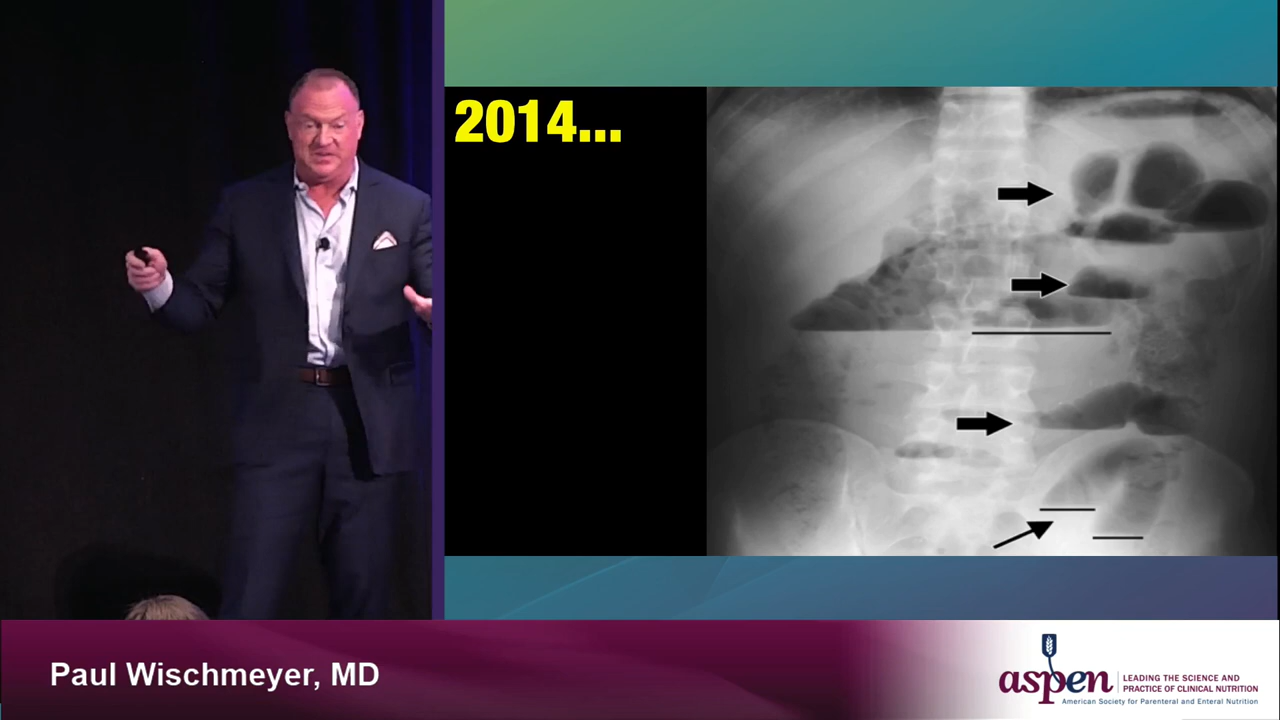 2014...
Paul Wischmeyer, MD
aspen
LEADING THE SCIENCE AND
PRACTICE OF CLINICAL NUTRITION
American Society for Parenteral and Enteral Nutrition